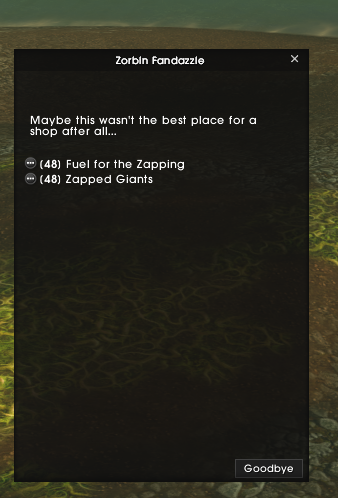 Zorbin Fandazzle
Maybe this wasn't the best place for a
shop after all...
(48) Fuel for the Zapping
(48) Zapped Giants
Goodbye